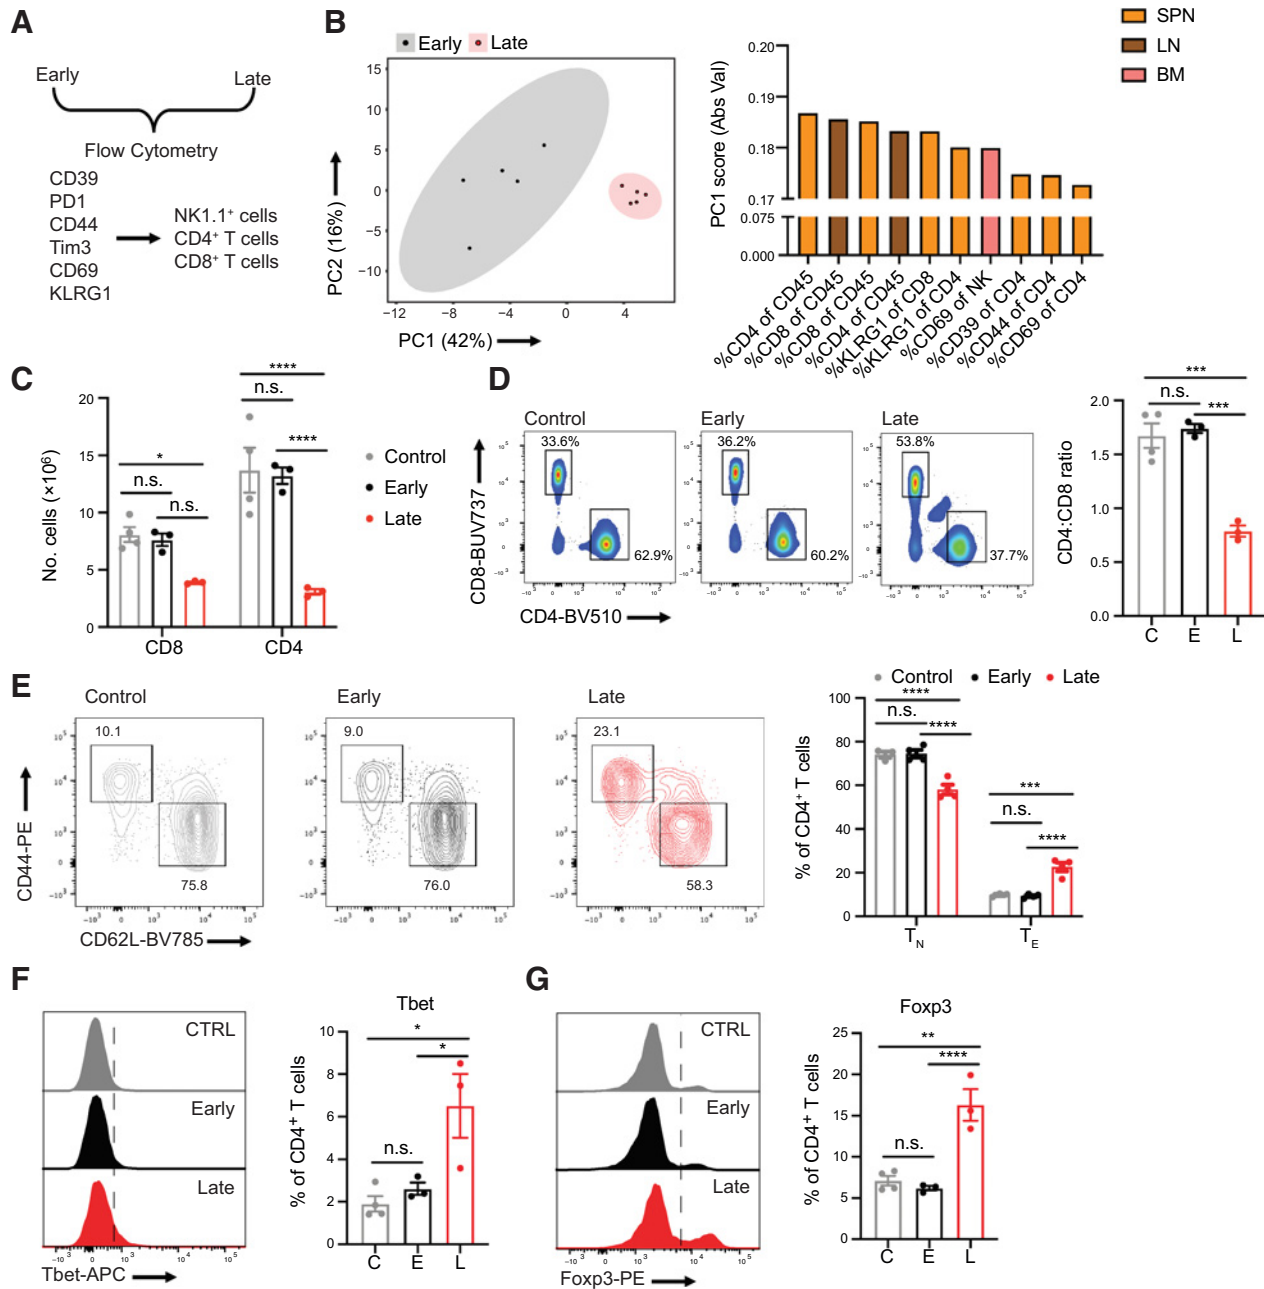 A
Early
Late
Flow Cytometry
CD39
PD1
CD44
Tim3
CD69
KLRG1
NK1.1⁺ cells
CD4⁺ T cells
CD8⁺ T cells
B
Early Late
15
10
5
0
−5
−10
−12 −8 −4 0 4
PC2 (16%)
PC1 (42%)
PC1 score (Abs Val)
0.20
0.19
0.18
0.17
0.075
0.000
%CD4 of CD45
%CD8 of CD45
%CD8 of CD45
%CD4 of CD45
%KLRG1 of CD8
%KLRG1 of CD4
%CD69 of NK
%CD39 of CD4
%CD44 of CD4
%CD69 of CD4
SPN
LN
BM
C
No. cells (×10⁶)
20
15
10
5
0
*
n.s.
n.s.
****
n.s.
****
CD8 CD4
Control
Early
Late
D
Control Early Late
33.6% 36.2% 53.8%
62.9% 60.2% 37.7%
CD8-BUV737
CD4-BV510
CD4:CD8 ratio
2.0
1.5
1.0
0.5
0.0
***
n.s.
***
C E L
E
Control Early Late
10.1 9.0 23.1
75.8 76.0 58.3
CD44-PE
CD62L-BV785
Control Early Late
% of CD4⁺ T cells
100
80
60
40
20
0
****
n.s.
****
***
n.s.
****
T_N T_E
F
CTRL
Early
Late
−10³ 0 10³ 10⁴ 10⁵
Tbet-APC
Tbet
% of CD4⁺ T cells
10
8
6
4
2
0
*
*
n.s.
C E L
G
CTRL
Early
Late
−10³ 0 10³ 10⁴ 10⁵
Foxp3-PE
Foxp3
% of CD4⁺ T cells
25
20
15
10
5
0
**
****
n.s.
C E L